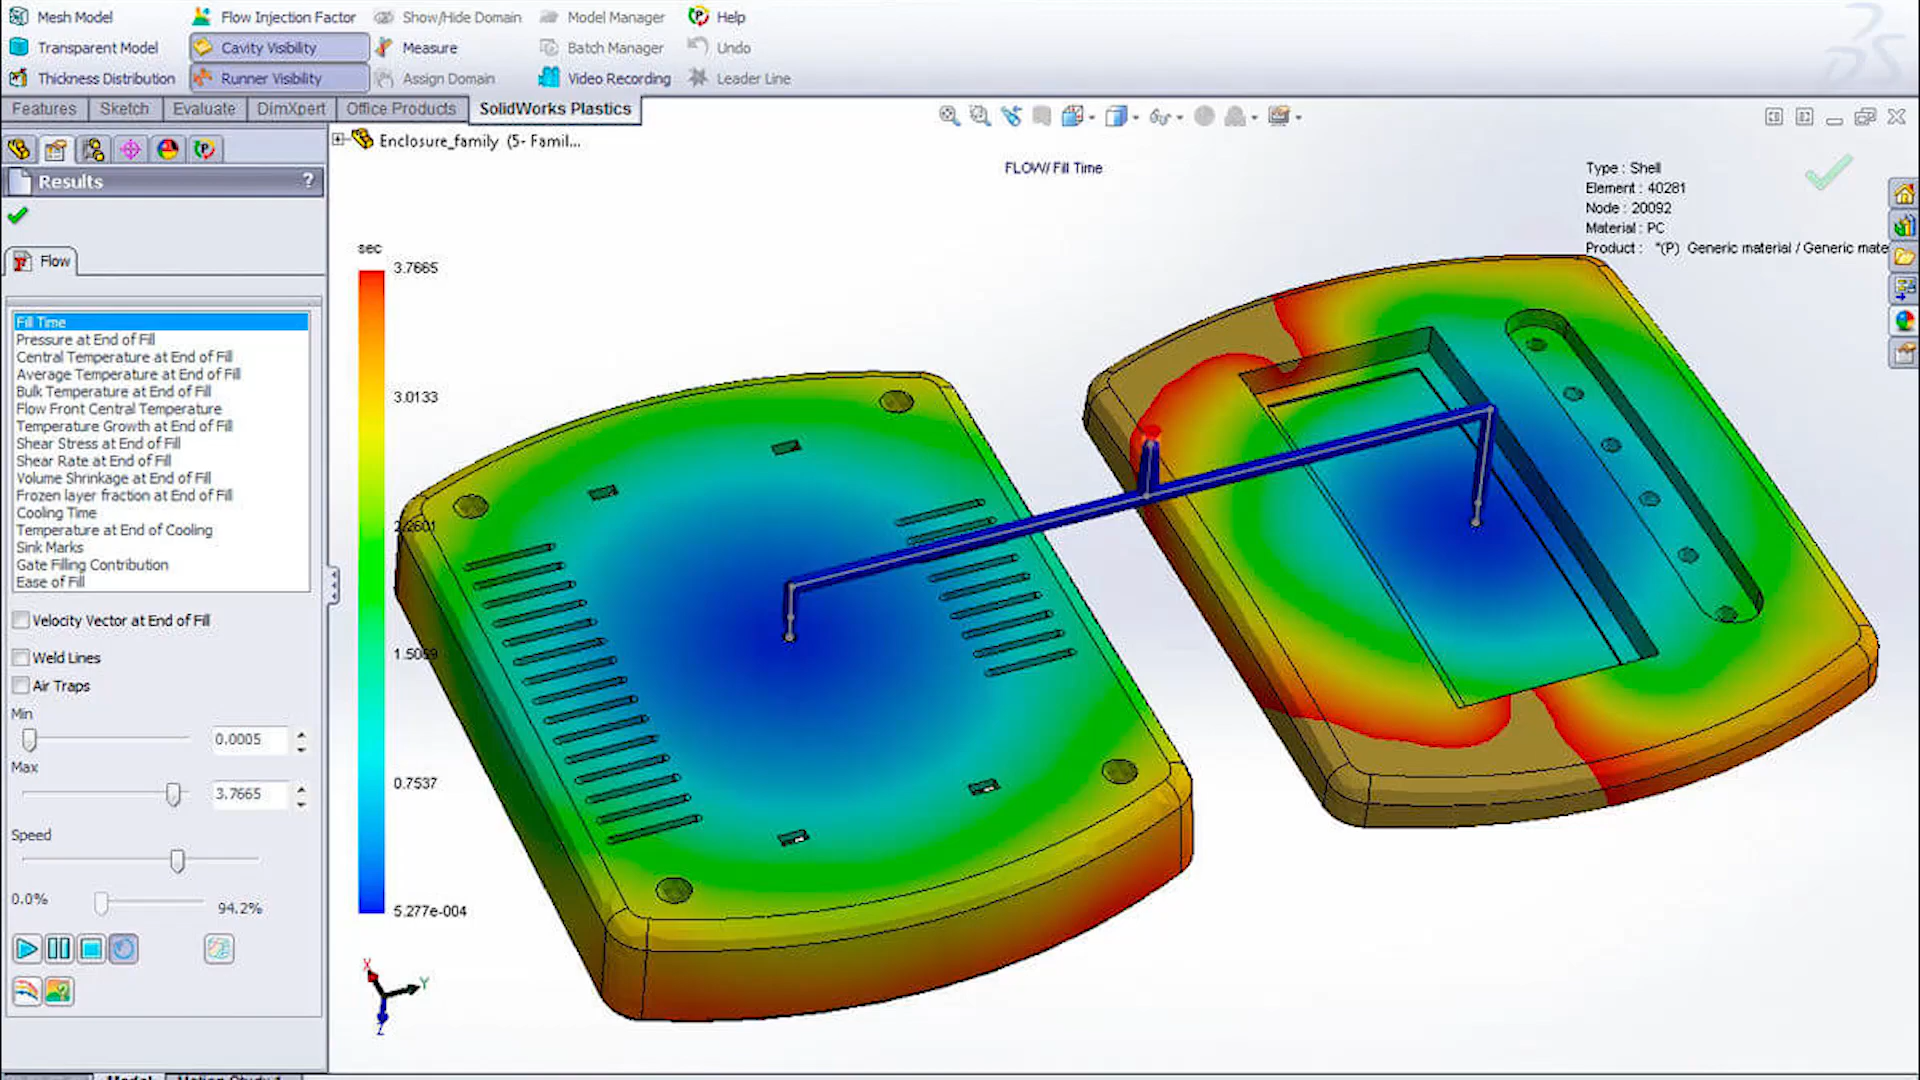 Mesh Model
Flow Injection Factor
Show/Hide Domain
Model Manager
Help
Transparent Model
Cavity Visibility
Measure
Batch Manager
Undo
Thickness Distribution
Runner Visibility
Assign Domain
Video Recording
Leader Line
Features
Sketch
Evaluate
DimXpert
Office Products
SolidWorks Plastics
Enclosure_family (5- Famil...
FLOW/ Fill Time
Type : Shell
Element : 40281
Node : 20092
Material : PC
Product : "(P) Generic material / Generic mate
Results
?
Flow
Fill Time
Pressure at End of Fill
Central Temperature at End of Fill
Average Temperature at End of Fill
Bulk Temperature at End of Fill
Flow Front Central Temperature
Temperature Growth at End of Fill
Shear Stress at End of Fill
Shear Rate at End of Fill
Volume Shrinkage at End of Fill
Frozen layer fraction at End of Fill
Cooling Time
Temperature at End of Cooling
Sink Marks
Gate Filling Contribution
Ease of Fill
Velocity Vector at End of Fill
Weld Lines
Air Traps
Min
0.0005
Max
3.7665
Speed
0.0%
94.2%
sec
3.7665
3.0133
2.2601
1.5069
0.7537
5.277e-004
X
Y
Z
Model
Motion Study 1